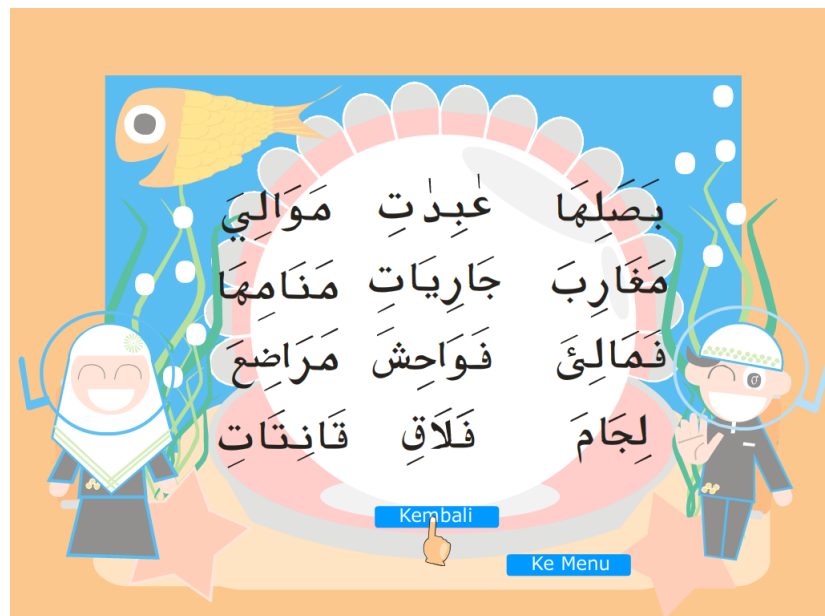 بَصَلِهَا عٰبِدٰتِ مَوَالِيَ
مَغَارِبَ جَارِيَاتِ مَنَامِهَا
فَمَالِئَ فَوَاحِشَ مَرَاضِعَ
لِجَامَ فَلَاقِ قَانِتَاتِ
Kembali
Ke Menu